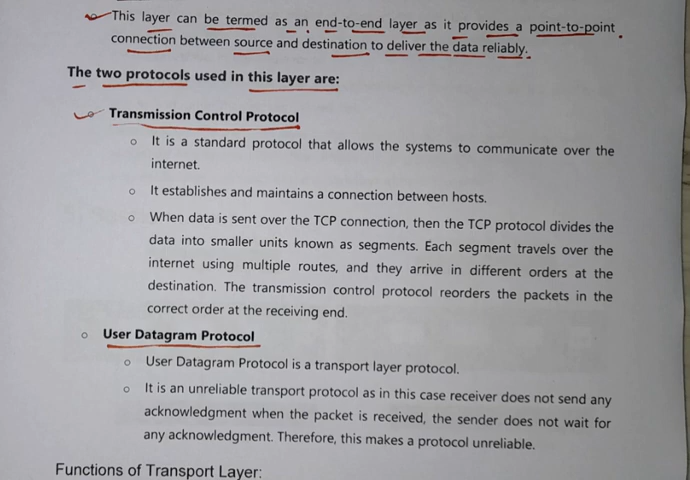 This layer can be termed as an end-to-end layer as it provides a point-to-point
connection between source and destination to deliver the data reliably.
The two protocols used in this layer are:
Transmission Control Protocol
It is a standard protocol that allows the systems to communicate over the
internet.
It establishes and maintains a connection between hosts.
When data is sent over the TCP connection, then the TCP protocol divides the
data into smaller units known as segments. Each segment travels over the
internet using multiple routes, and they arrive in different orders at the
destination. The transmission control protocol reorders the packets in the
correct order at the receiving end.
User Datagram Protocol
User Datagram Protocol is a transport layer protocol.
It is an unreliable transport protocol as in this case receiver does not send any
acknowledgment when the packet is received, the sender does not wait for
any acknowledgment. Therefore, this makes a protocol unreliable.
Functions of Transport Layer: